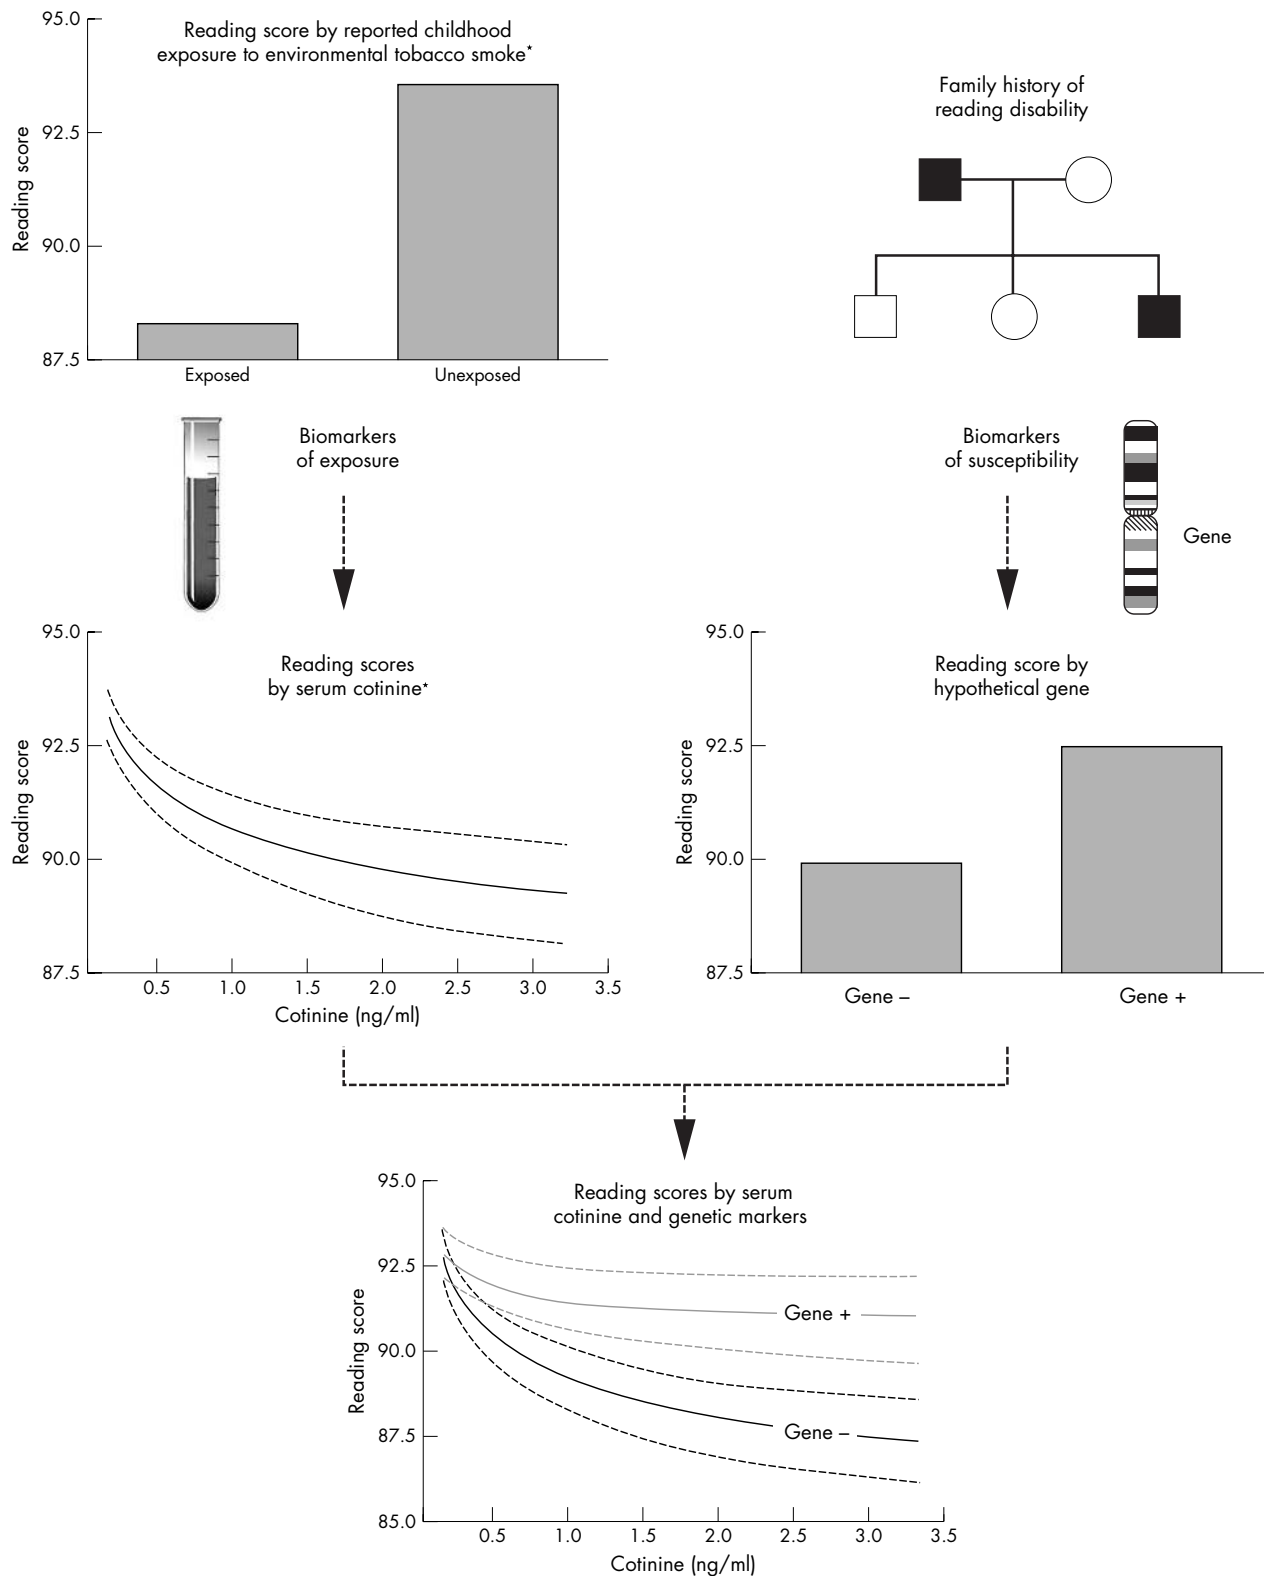 Reading score by reported childhood
exposure to environmental tobacco smoke*
Reading score
95.0
92.5
90.0
87.5
Exposed Unexposed
Family history of
reading disability
Biomarkers
of exposure
Biomarkers
of susceptibility
Gene
Reading scores
by serum cotinine*
Reading score
95.0
92.5
90.0
87.5
0.5 1.0 1.5 2.0 2.5 3.0 3.5
Cotinine (ng/ml)
Reading score by
hypothetical gene
Reading score
95.0
92.5
90.0
87.5
Gene – Gene +
Reading scores by serum
cotinine and genetic markers
Reading score
95.0
92.5
90.0
87.5
85.0
Gene +
Gene –
0.5 1.0 1.5 2.0 2.5 3.0 3.5
Cotinine (ng/ml)